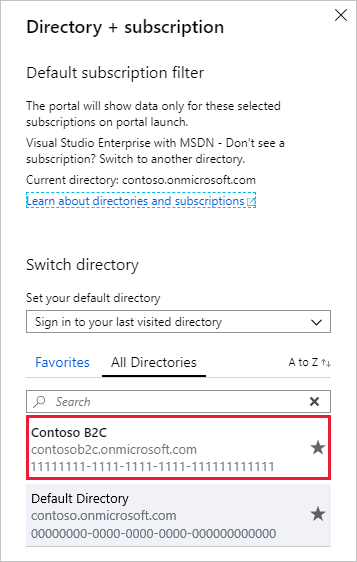 Directory + subscription
Default subscription filter
The portal will show data only for these selected
subscriptions on portal launch.
Visual Studio Enterprise with MSDN - Don't see a
subscription? Switch to another directory.
Current directory: contoso.onmicrosoft.com
Learn about directories and subscriptions
Switch directory
Set your default directory
Sign in to your last visited directory
Favorites All Directories A to Z ↑↓
Search
Contoso B2C
contosob2c.onmicrosoft.com
11111111-1111-1111-1111-111111111111
Default Directory
contoso.onmicrosoft.com
00000000-0000-0000-0000-000000000000